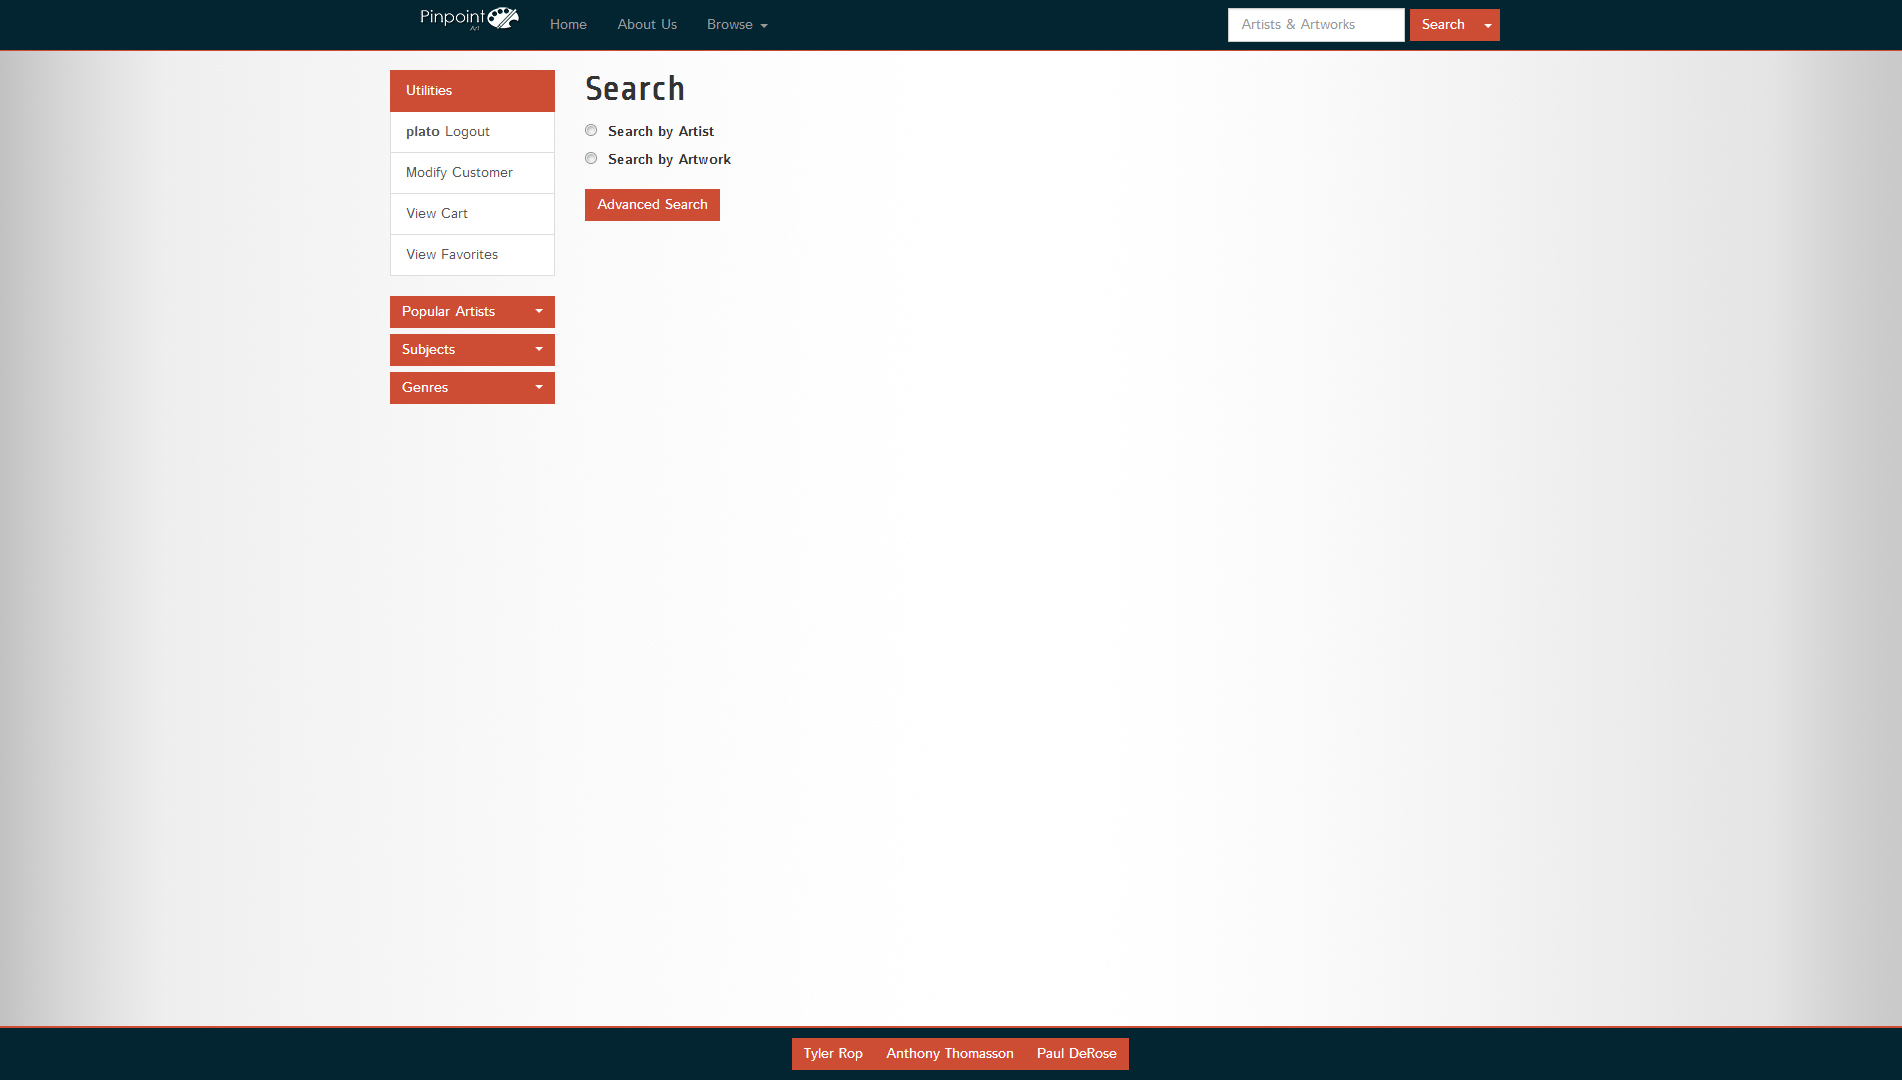 Pinpoint
Art
Home
About Us
Browse
Artists & Artworks
Search
Utilities
plato Logout
Modify Customer
View Cart
View Favorites
Popular Artists
Subjects
Genres
Search
Search by Artist
Search by Artwork
Advanced Search
Tyler Rop
Anthony Thomasson
Paul DeRose